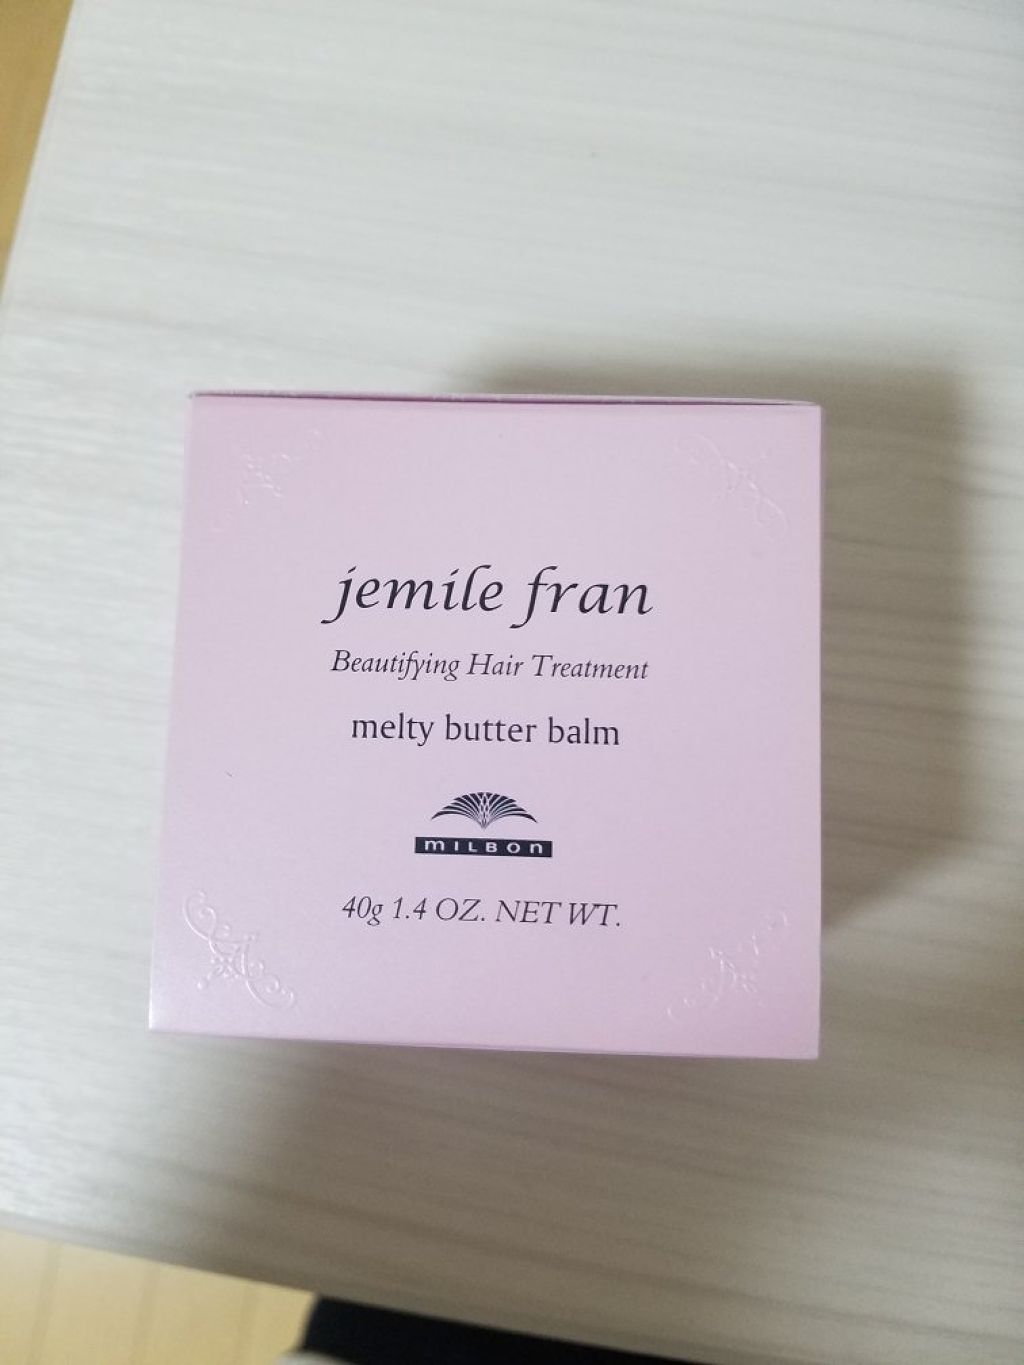 jemile fran
Beautifying Hair Treatment
melty butter balm
MILBON
40g 1.4 OZ. NET WT.